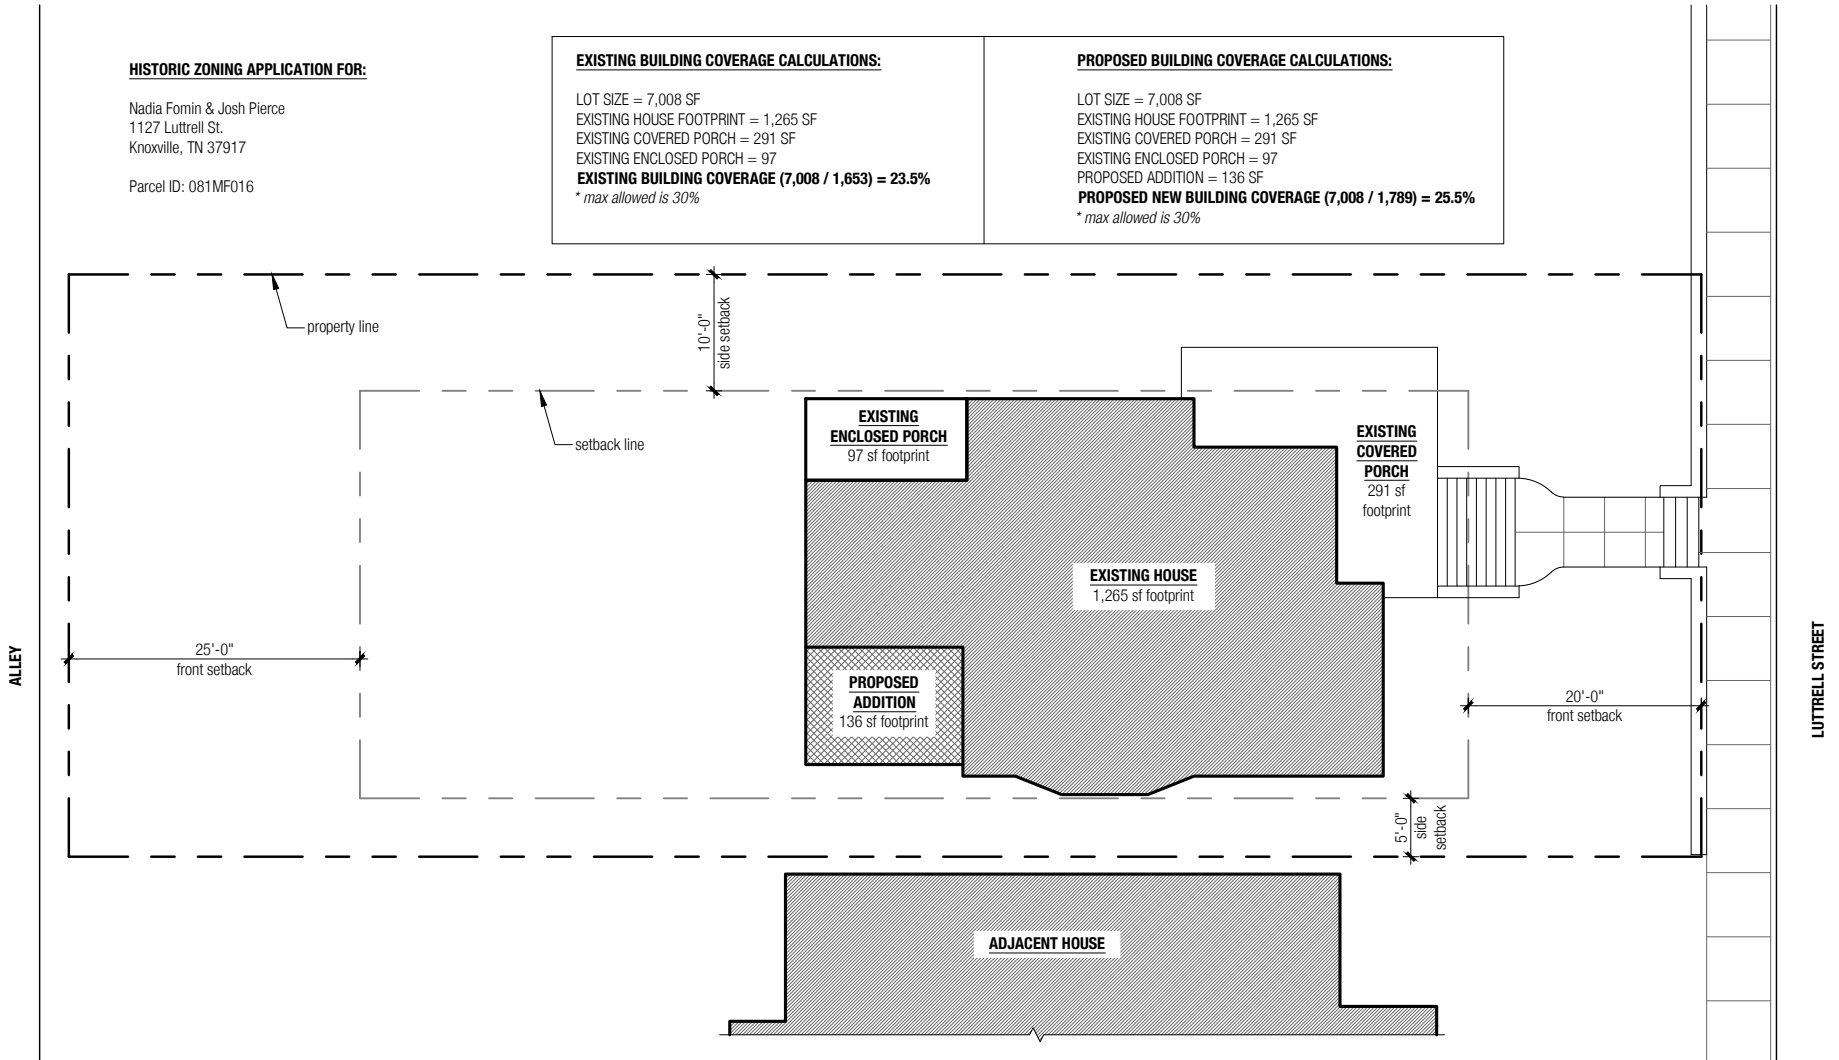 HISTORIC ZONING APPLICATION FOR:
Nadia Fomin & Josh Pierce
1127 Luttrell St.
Knoxville, TN 37917
Parcel ID: 081MF016
EXISTING BUILDING COVERAGE CALCULATIONS:
LOT SIZE = 7,008 SF
EXISTING HOUSE FOOTPRINT = 1,265 SF
EXISTING COVERED PORCH = 291 SF
EXISTING ENCLOSED PORCH = 97
EXISTING BUILDING COVERAGE (7,008 / 1,653) = 23.5%
* max allowed is 30%
PROPOSED BUILDING COVERAGE CALCULATIONS:
LOT SIZE = 7,008 SF
EXISTING HOUSE FOOTPRINT = 1,265 SF
EXISTING COVERED PORCH = 291 SF
EXISTING ENCLOSED PORCH = 97
PROPOSED ADDITION = 136 SF
PROPOSED NEW BUILDING COVERAGE (7,008 / 1,789) = 25.5%
* max allowed is 30%
property line
10'-0"
side setback
setback line
EXISTING
ENCLOSED PORCH
97 sf footprint
EXISTING
COVERED
PORCH
291 sf
footprint
EXISTING HOUSE
1,265 sf footprint
ALLEY
25'-0"
front setback
PROPOSED
ADDITION
136 sf footprint
20'-0"
front setback
LUTTRELL STREET
5'-0"
side
setback
ADJACENT HOUSE